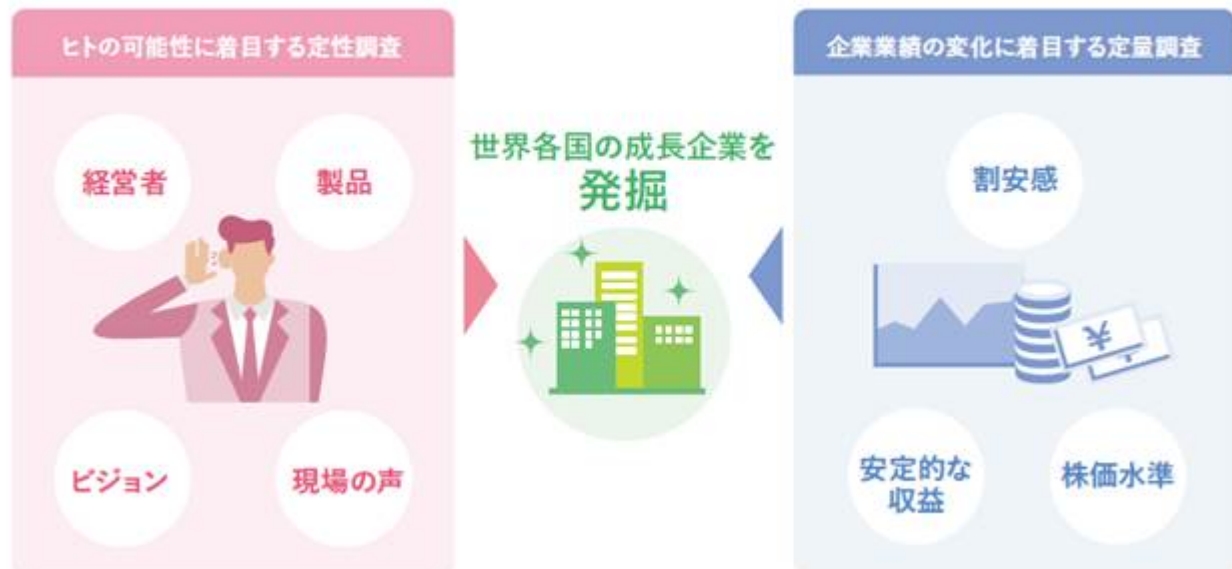 ヒトの可能性に着目する定性調査
経営者
製品
ビジョン
現場の声
世界各国の成長企業を
発掘
企業業績の変化に着目する定量調査
割安感
¥
安定的な
収益
株価水準